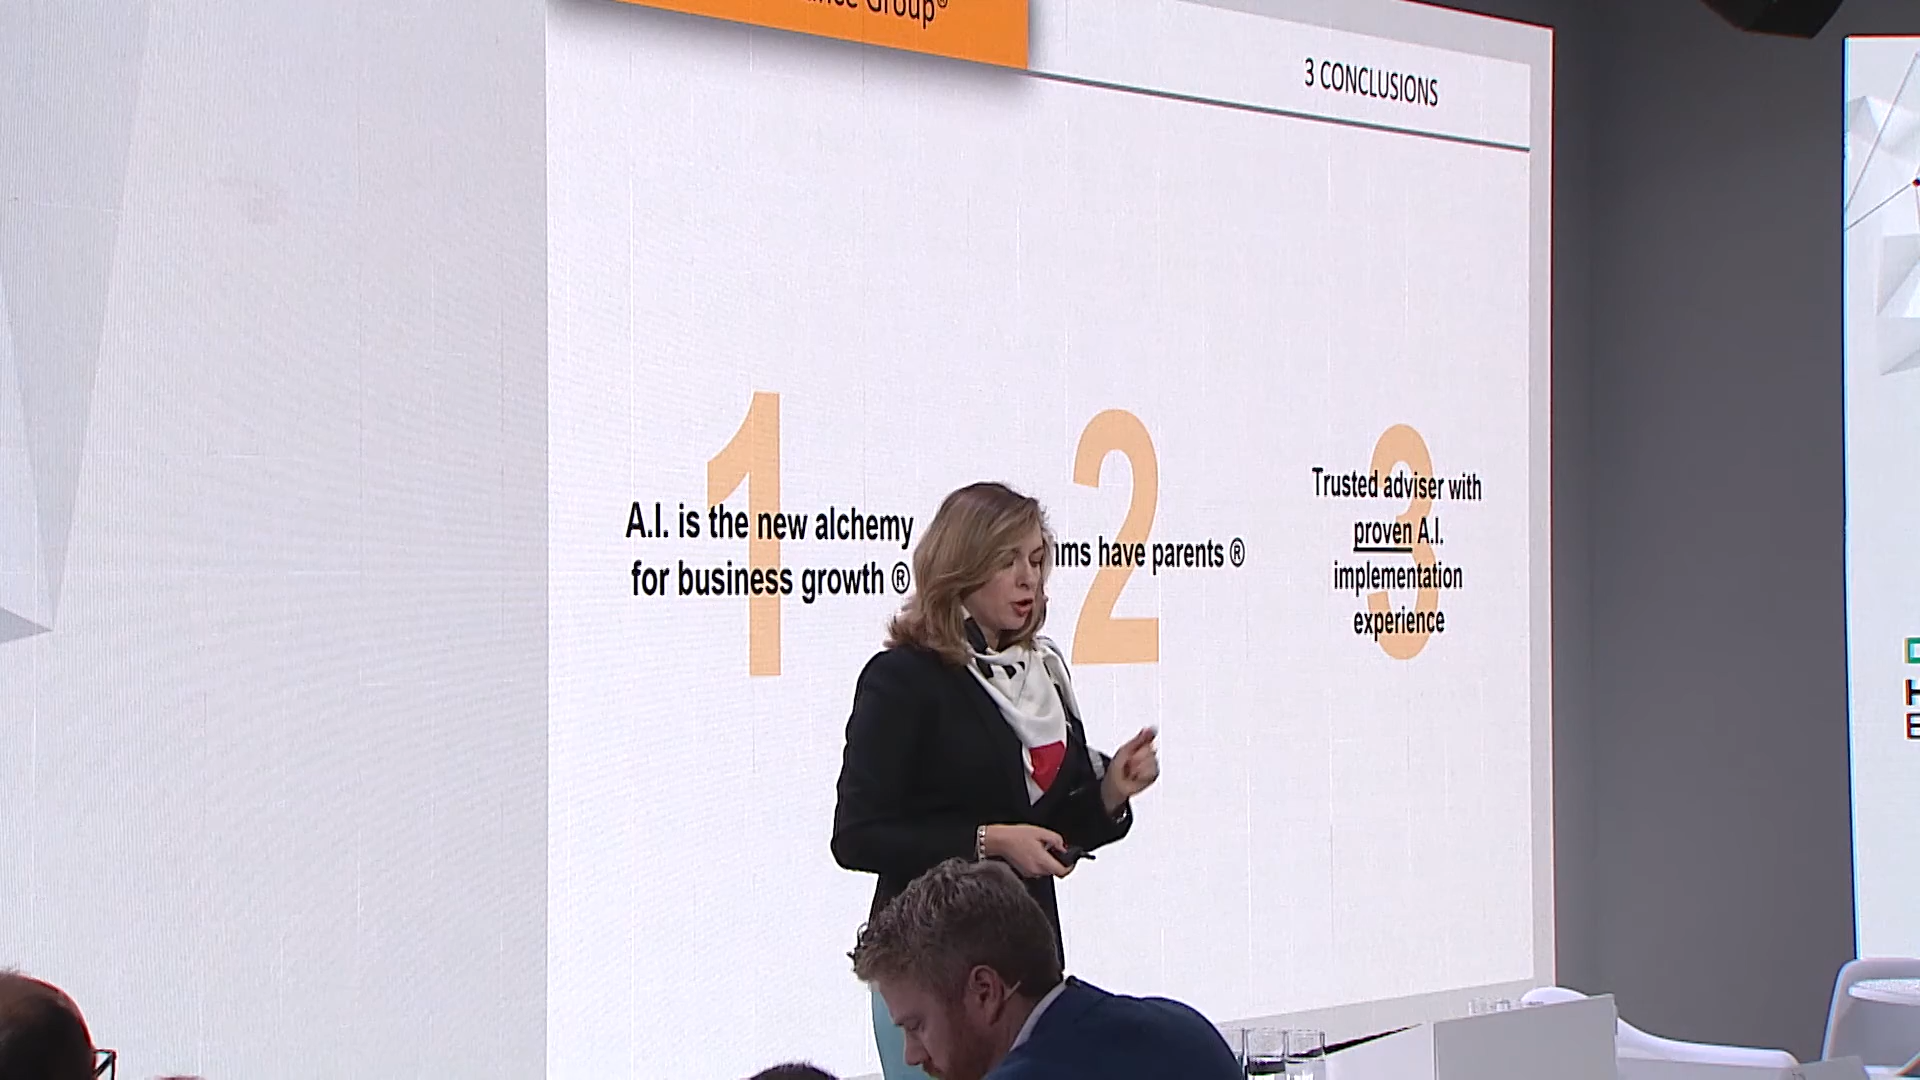 Group®
3 CONCLUSIONS
1
A.I. is the new alchemy
for business growth ®
2
have parents ®
3
Trusted adviser with
proven A.I.
implementation
experience